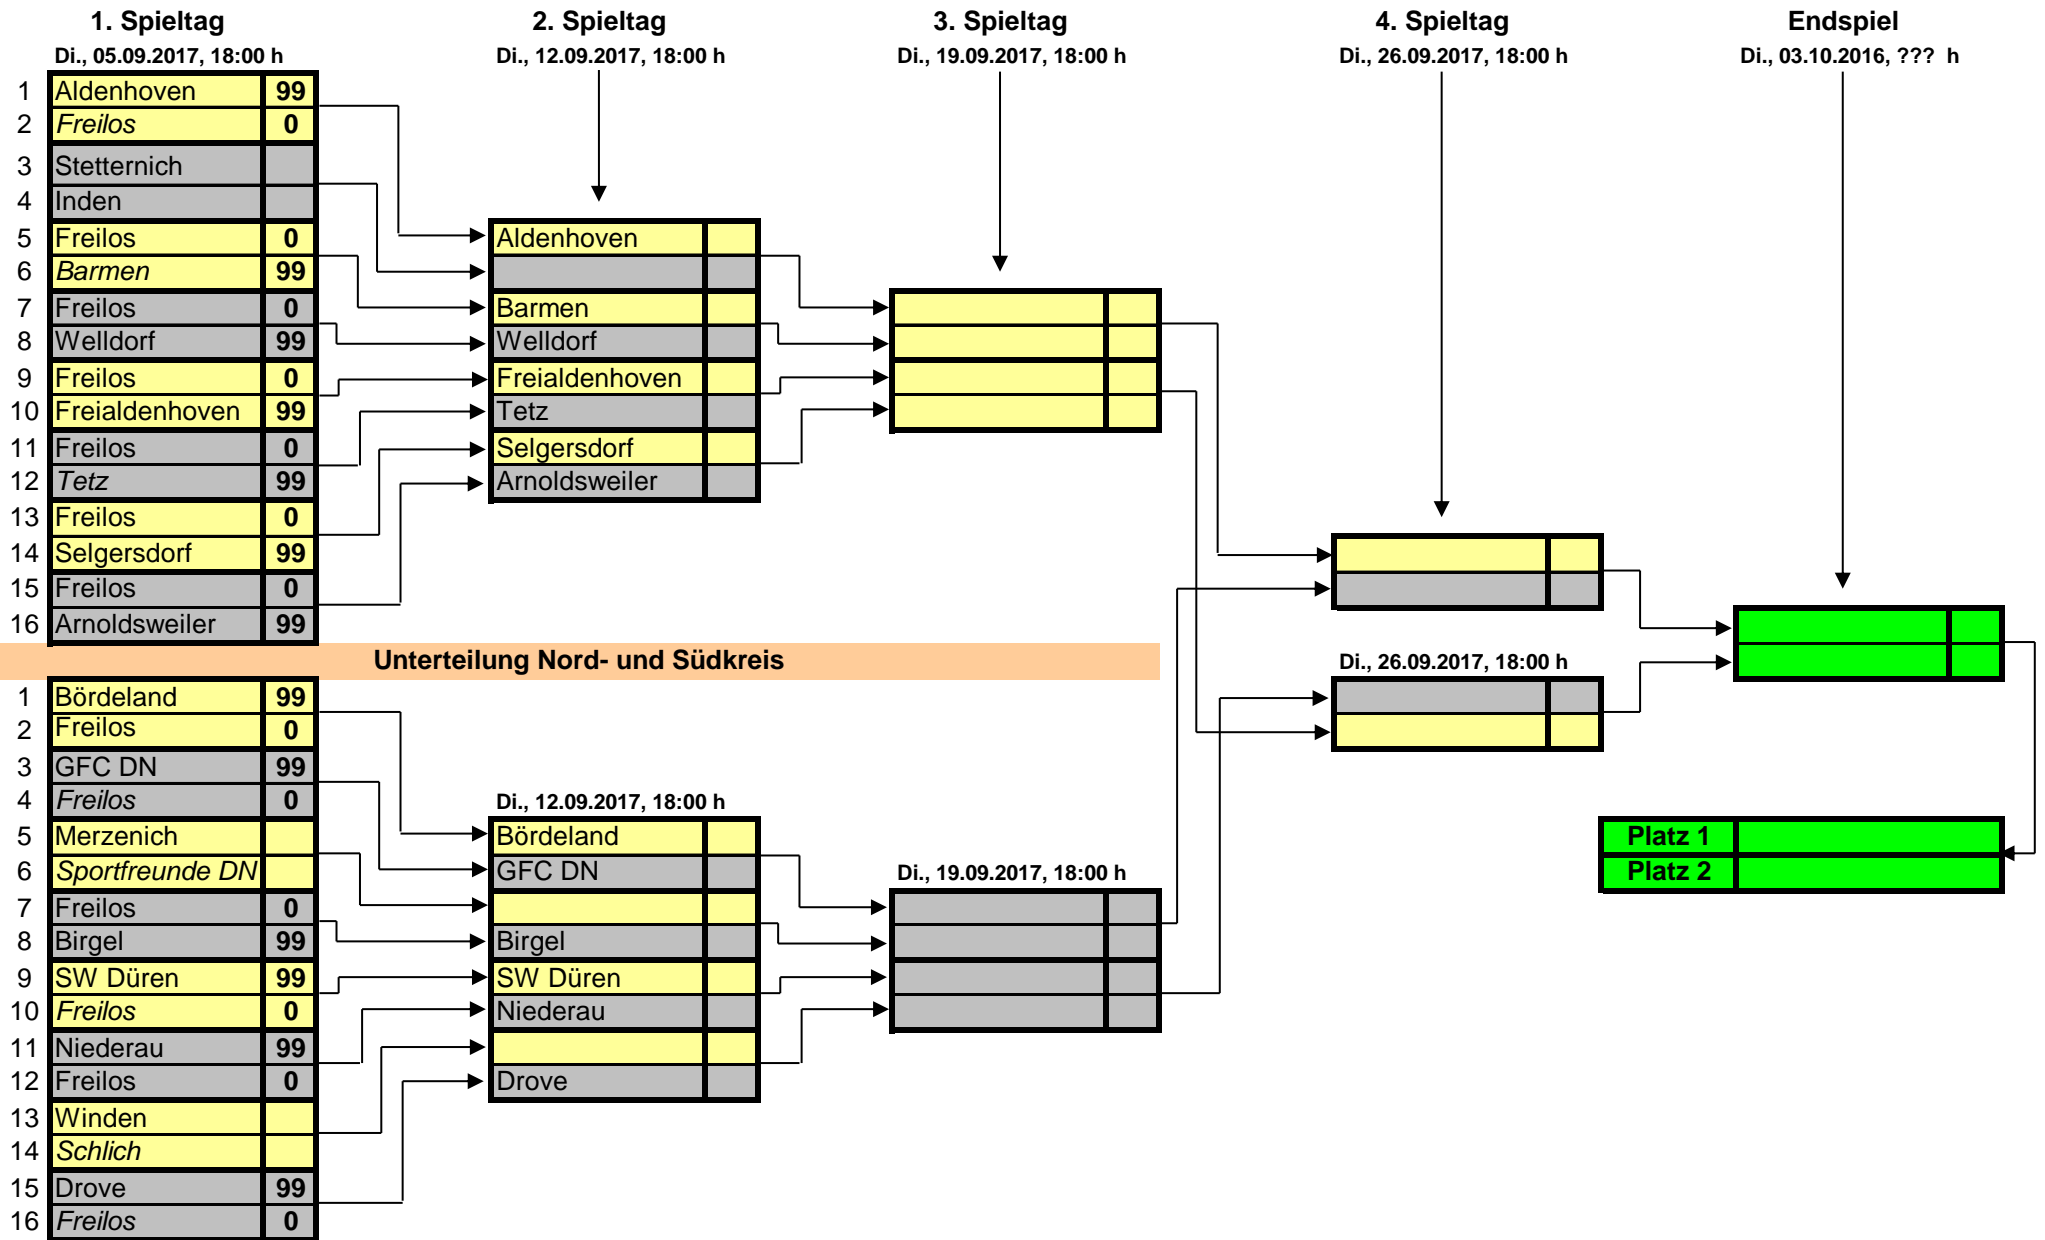 1. Spieltag 2. Spieltag 3. Spieltag 4. Spieltag Endspiel
Di., 05.09.2017, 18:00 h Di., 12.09.2017, 18:00 h Di., 19.09.2017, 18:00 h Di., 26.09.2017, 18:00 h Di., 03.10.2016, ??? h
1 Aldenhoven 99
2 Freilos 0
3 Stetternich
4 Inden
5 Freilos 0 Aldenhoven
6 Barmen 99
7 Freilos 0 Barmen
8 Welldorf 99 Welldorf
9 Freilos 0 Freialdenhoven
10 Freialdenhoven 99 Tetz
11 Freilos 0 Selgersdorf
12 Tetz 99 Arnoldsweiler
13 Freilos 0
14 Selgersdorf 99
15 Freilos 0
16 Arnoldsweiler 99
Unterteilung Nord- und Südkreis Di., 26.09.2017, 18:00 h
1 Bördeland 99
2 Freilos 0
3 GFC DN 99
4 Freilos 0 Di., 12.09.2017, 18:00 h
5 Merzenich Bördeland Platz 1
6 Sportfreunde DN GFC DN Di., 19.09.2017, 18:00 h Platz 2
7 Freilos 0
8 Birgel 99 Birgel
9 SW Düren 99 SW Düren
10 Freilos 0 Niederau
11 Niederau 99
12 Freilos 0 Drove
13 Winden
14 Schlich
15 Drove 99
16 Freilos 0